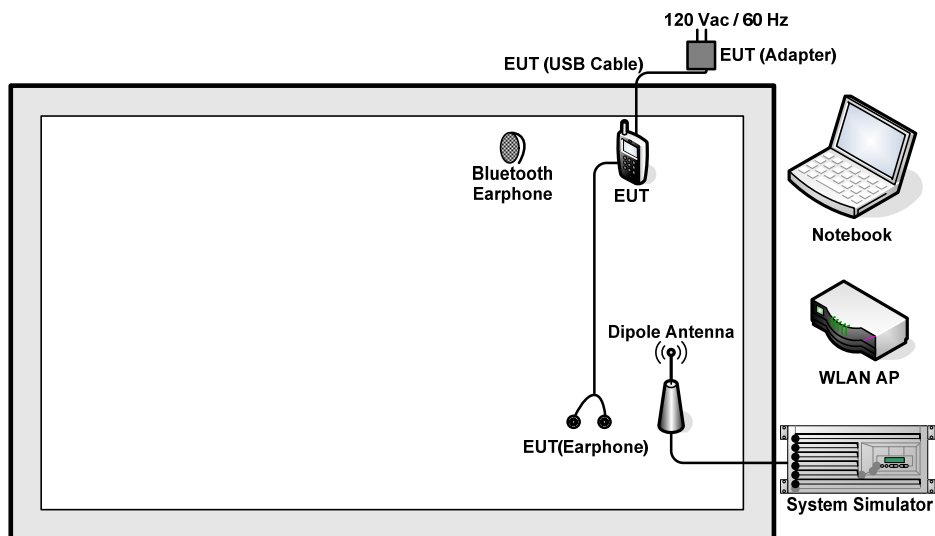 120 Vac / 60 Hz
EUT (Adapter)
EUT (USB Cable)
Bluetooth
Earphone
EUT
Notebook
Dipole Antenna
WLAN AP
EUT(Earphone)
System Simulator